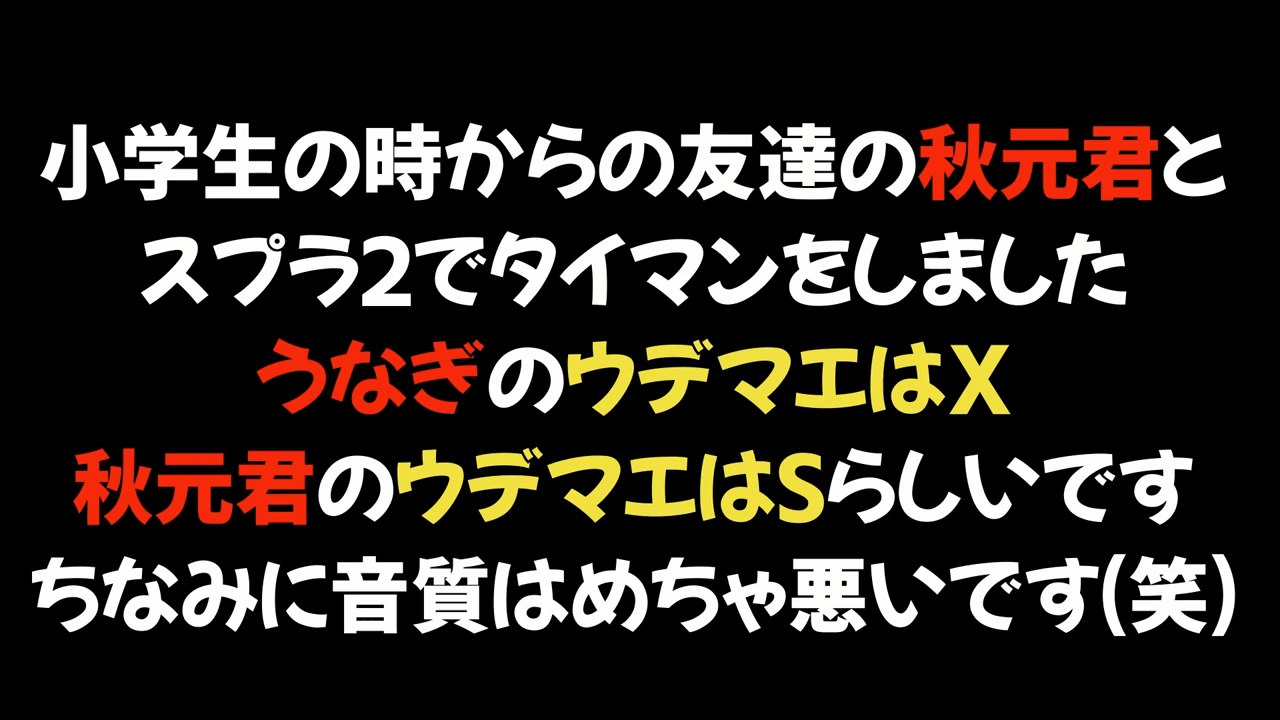 小学生の時からの友達の秋元君と
スプラ2でタイマンをしました
うなぎのウデマエはX
秋元君のウデマエはSらしいです
ちなみに音質はめちゃ悪いです(笑)